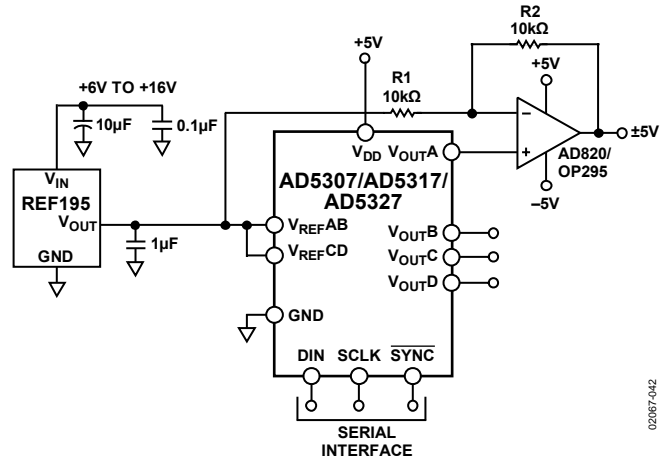 R2
10kΩ
+5V
R1
10kΩ
+5V
+6V TO +16V
10µF
0.1µF
±5V
AD820/
OP295
–5V
VDD
VOUTA
VIN
REF195
VOUT
GND
1µF
AD5307/AD5317/
AD5327
VREFAB
VREFCD
VOUTB
VOUTC
VOUTD
GND
DIN SCLK SYNC
SERIAL
INTERFACE
02067-042
−
+